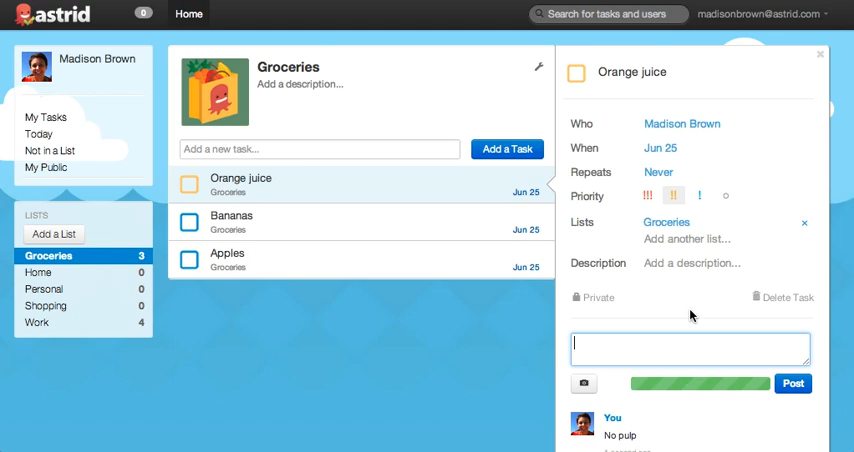 astrid
0
Home
Search for tasks and users
madisonbrown@astrid.com
Madison Brown
My Tasks
Today
Not in a List
My Public
LISTS
Add a List
Groceries 3
Home 0
Personal 0
Shopping 0
Work 4
Groceries
Add a description...
Add a new task...
Add a Task
Orange juice
Groceries
Jun 25
Bananas
Groceries
Jun 25
Apples
Groceries
Jun 25
Orange juice
Who Madison Brown
When Jun 25
Repeats Never
Priority !!! !! ! o
Lists Groceries ×
Add another list...
Description Add a description...
Private
Delete Task
Post
You
No pulp